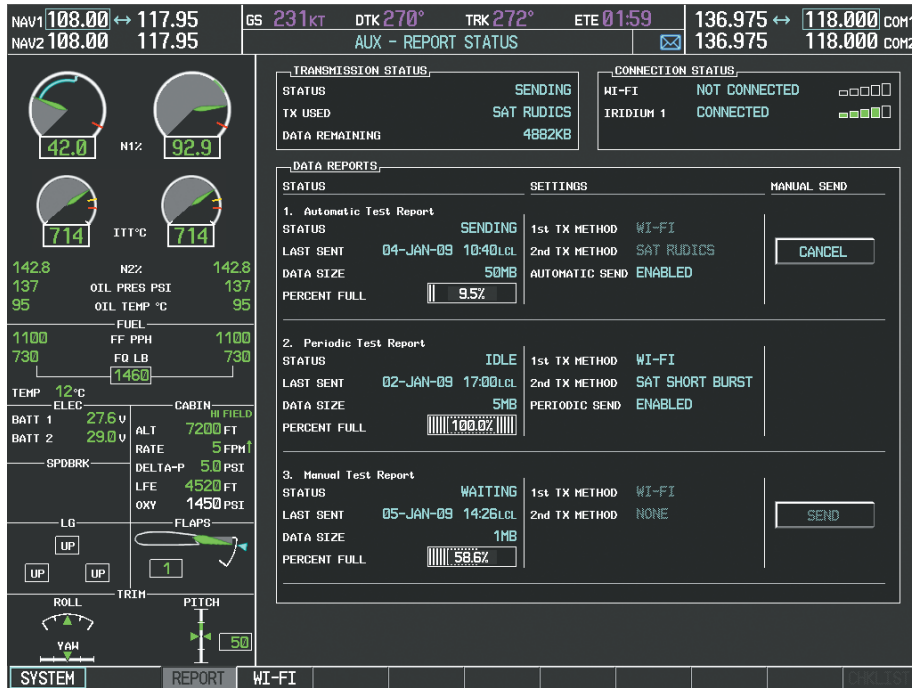 NAV1 108.00 ↔ 117.95
NAV2 108.00 117.95
GS 231KT DTK 270° TRK 272° ETE 01:59
AUX - REPORT STATUS
136.975 ↔ 118.000 COM1
136.975 118.000 COM2
42.0 N1% 92.9
714 ITT°C 714
142.8 N2% 142.8
137 OIL PRES PSI 137
95 OIL TEMP °C 95
FUEL
1100 FF PPH 1100
730 FQ LB 730
1460
TEMP 12°C
ELEC
BATT 1 27.6 V
BATT 2 29.0 V
CABIN
HI FIELD
ALT 7200 FT
RATE 5 FPM↑
DELTA-P 5.0 PSI
LFE 4520 FT
OXY 1450 PSI
SPDBRK
LG
UP
UP UP
FLAPS
1
TRIM
ROLL
YAW
PITCH
50
TRANSMISSION STATUS
STATUS SENDING
TX USED SAT RUDICS
DATA REMAINING 4882KB
CONNECTION STATUS
WI-FI NOT CONNECTED
IRIDIUM 1 CONNECTED
DATA REPORTS
STATUS SETTINGS MANUAL SEND
1. Automatic Test Report
STATUS SENDING 1st TX METHOD WI-FI
LAST SENT 04-JAN-09 10:40LCL 2nd TX METHOD SAT RUDICS
CANCEL
DATA SIZE 50MB AUTOMATIC SEND ENABLED
PERCENT FULL 9.5%
2. Periodic Test Report
STATUS IDLE 1st TX METHOD WI-FI
LAST SENT 02-JAN-09 17:00LCL 2nd TX METHOD SAT SHORT BURST
DATA SIZE 5MB PERIODIC SEND ENABLED
PERCENT FULL 100.0%
3. Manual Test Report
STATUS WAITING 1st TX METHOD WI-FI
LAST SENT 05-JAN-09 14:26LCL 2nd TX METHOD NONE
SEND
DATA SIZE 1MB
PERCENT FULL 58.6%
SYSTEM REPORT WI-FI CHKLIST